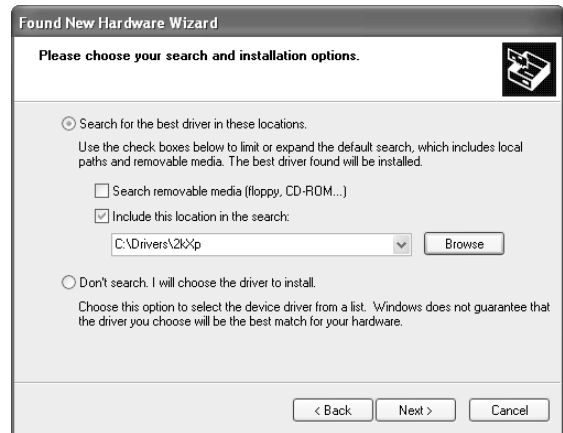 Found New Hardware Wizard
Please choose your search and installation options.
Search for the best driver in these locations.
Use the check boxes below to limit or expand the default search, which includes local
paths and removable media. The best driver found will be installed.
Search removable media (floppy, CD-ROM...)
Include this location in the search:
C:\Drivers\2kXp
Browse
Don't search. I will choose the driver to install.
Choose this option to select the device driver from a list. Windows does not guarantee that
the driver you choose will be the best match for your hardware.
< Back Next > Cancel